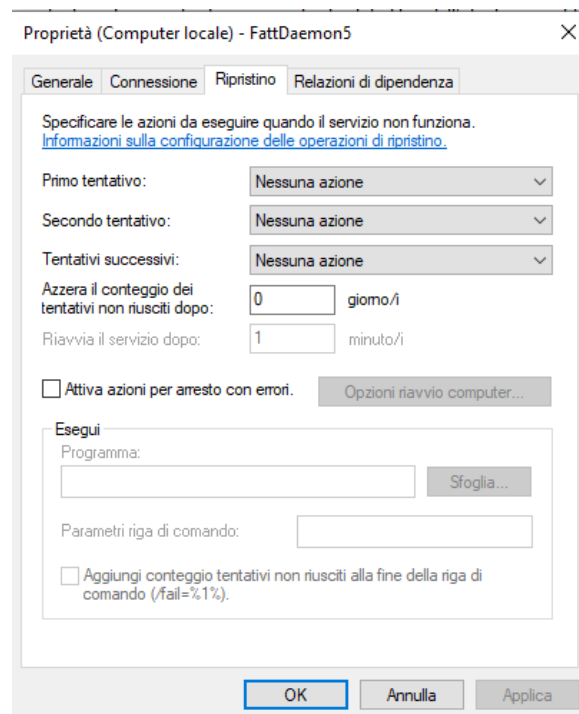 Proprietà (Computer locale) - FattDaemon5
Generale Connessione Ripristino Relazioni di dipendenza
Specificare le azioni da eseguire quando il servizio non funziona.
Informazioni sulla configurazione delle operazioni di ripristino.
Primo tentativo: Nessuna azione
Secondo tentativo: Nessuna azione
Tentativi successivi: Nessuna azione
Azzera il conteggio dei
tentativi non riusciti dopo: 0 giorno/i
Riavvia il servizio dopo: 1 minuto/i
Attiva azioni per arresto con errori. Opzioni riavvio computer...
Esegui
Programma:
Sfoglia...
Parametri riga di comando:
Aggiungi conteggio tentativi non riusciti alla fine della riga di
comando (/fail=%1%).
OK Annulla Applica